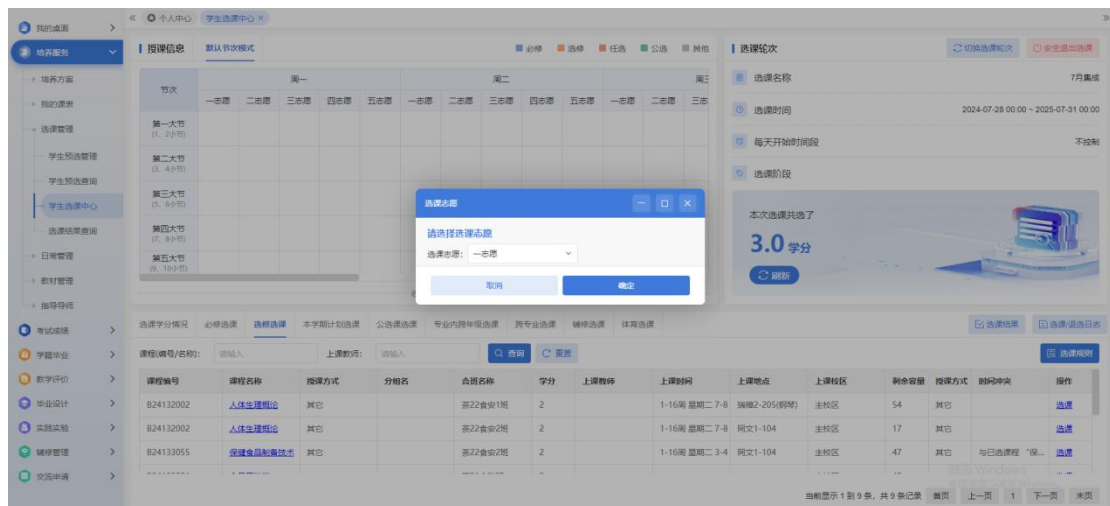 我的桌面
培养服务
培养方案
我的课表
选课管理
学生预选管理
学生预选查询
学生选课中心
选课结果查询
日常管理
教材管理
指导导师
考试成绩
学籍毕业
教学评价
毕业设计
实践实验
辅修管理
交流申请
个人中心 学生选课中心 ×
授课信息 默认节次模式 必修 选修 任选 公选 其他
节次 周一 周二 周三
一志愿 二志愿 三志愿 四志愿 五志愿 一志愿 二志愿 三志愿 四志愿 五志愿 一志愿 二志愿 三志
第一大节
(1、2小节)
第二大节
(3、4小节)
第三大节
(5、6小节)
第四大节
(7、8小节)
第五大节
(9、10小节)
选课轮次 切换选课轮次 安全退出选课
选课名称 7月集成
选课时间 2024-07-28 00:00 ~ 2025-07-31 00:00
每天开始时间段 不控制
选课阶段
本次选课共选了
3.0 学分
刷新
选课志愿
请选择选课志愿
选课志愿: 一志愿
取消 确定
选课学分情况 必修选课 选修选课 本学期计划选课 公选课选课 专业内跨年级选课 跨专业选课 辅修选课 体育选课 选课结果 选课/退选日志
课程(编号/名称): 请输入 上课教师: 请输入 查询 重置 选课规则
课程编号 课程名称 授课方式 分组名 合班名称 学分 上课教师 上课时间 上课地点 上课校区 剩余容量 授课方式 时间冲突 操作
B24132002 人体生理概论 其它 茶22食安1班 2 1-16周 星期二 7-8 瑞樟2-205(钢琴) 主校区 54 其它 选课
B24132002 人体生理概论 其它 茶22食安2班 2 1-16周 星期二 7-8 同文1-104 主校区 17 其它 选课
B24133055 保健食品制备技术 其它 茶22食安2班 2 1-16周 星期二 3-4 同文1-104 主校区 47 其它 与已选课程“保... 选课
当前显示 1 到 9 条，共 9 条记录 首页 上一页 1 下一页 末页